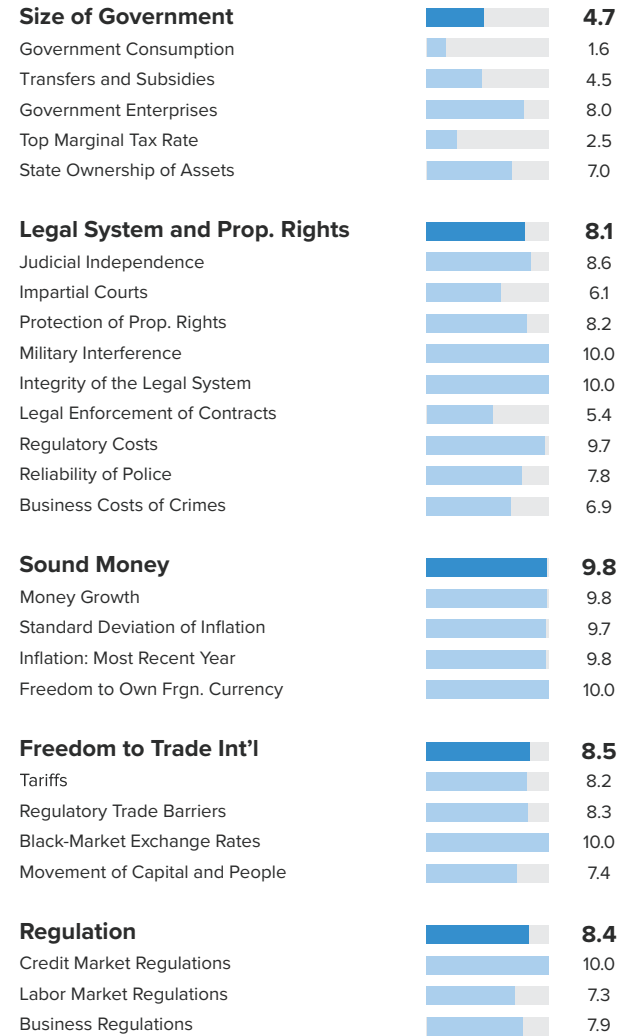 Size of Government 4.7
Government Consumption 1.6
Transfers and Subsidies 4.5
Government Enterprises 8.0
Top Marginal Tax Rate 2.5
State Ownership of Assets 7.0
Legal System and Prop. Rights 8.1
Judicial Independence 8.6
Impartial Courts 6.1
Protection of Prop. Rights 8.2
Military Interference 10.0
Integrity of the Legal System 10.0
Legal Enforcement of Contracts 5.4
Regulatory Costs 9.7
Reliability of Police 7.8
Business Costs of Crimes 6.9
Sound Money 9.8
Money Growth 9.8
Standard Deviation of Inflation 9.7
Inflation: Most Recent Year 9.8
Freedom to Own Frgn. Currency 10.0
Freedom to Trade Int’l 8.5
Tariffs 8.2
Regulatory Trade Barriers 8.3
Black-Market Exchange Rates 10.0
Movement of Capital and People 7.4
Regulation 8.4
Credit Market Regulations 10.0
Labor Market Regulations 7.3
Business Regulations 7.9